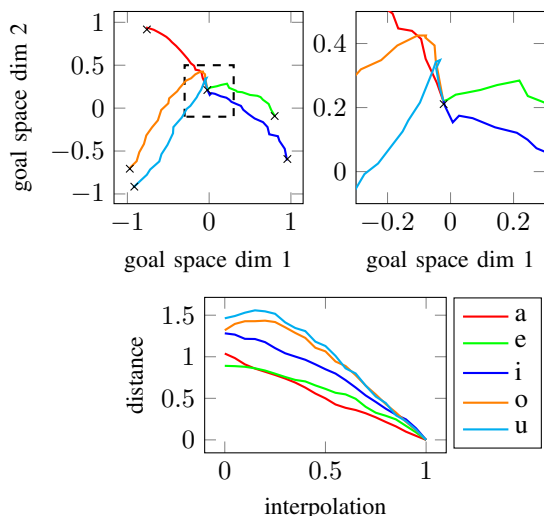 goal space dim 2
1
0.5
0
−0.5
−1
−1
0
1
goal space dim 1
0.4
0.2
0
−0.2
0
0.2
goal space dim 1
distance
1.5
1
0.5
0
0
0.5
1
interpolation
a
e
i
o
u